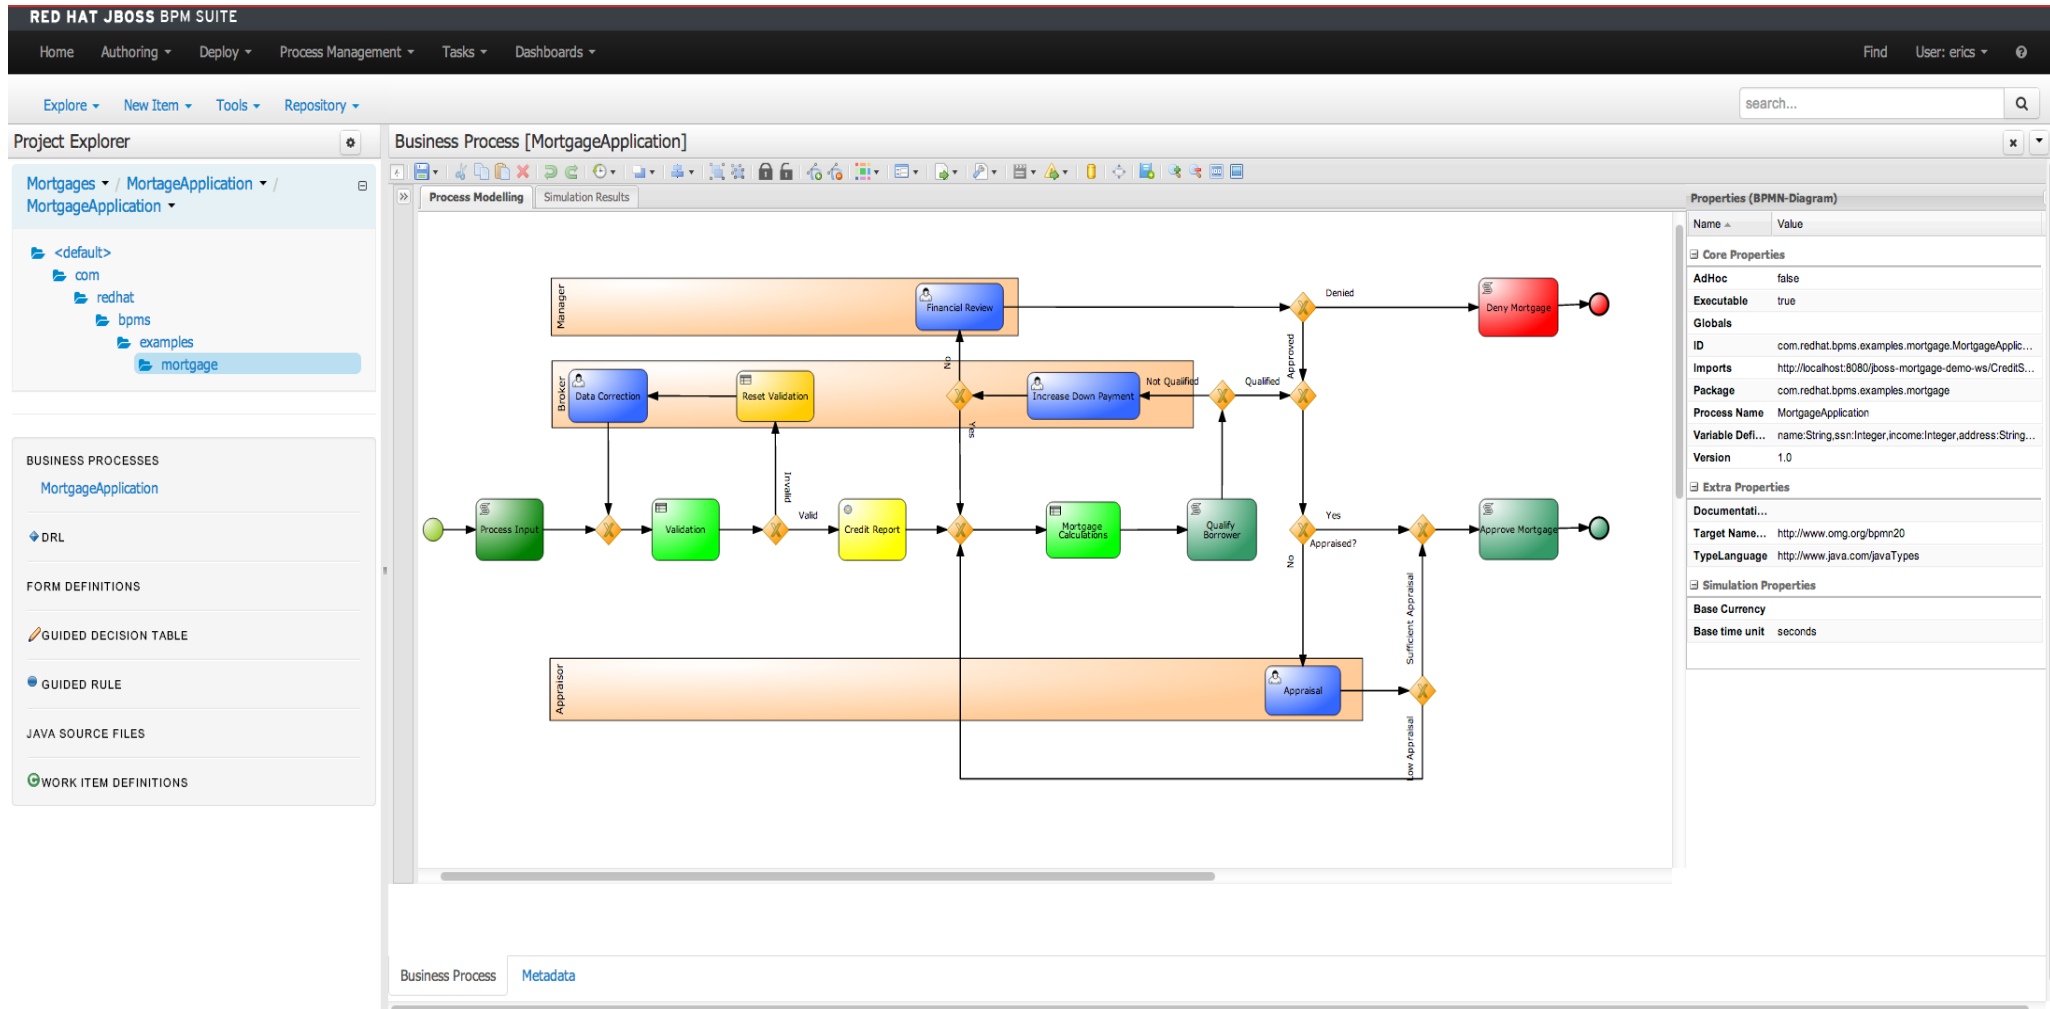 RED HAT JBOSS BPM SUITE
Home Authoring Deploy Process Management Tasks Dashboards Find User: erics
Explore New Item Tools Repository search...
Project Explorer
Mortgages / MortageApplication /
MortgageApplication
<default>
com
redhat
bpms
examples
mortgage
BUSINESS PROCESSES
MortgageApplication
DRL
FORM DEFINITIONS
GUIDED DECISION TABLE
GUIDED RULE
JAVA SOURCE FILES
WORK ITEM DEFINITIONS
Business Process [MortgageApplication]
Process Modelling Simulation Results
Manager
Financial Review
Denied
Deny Mortgage
No
Approved
Broker
Data Correction
Reset Validation
Increase Down Payment
Not Qualified
Qualified
Yes
Invalid
Process Input
Validation
Valid
Credit Report
Mortgage
Calculations
Qualify
Borrower
Yes
Appraised?
No
Approve Mortgage
Sufficient Appraisal
Appraisor
Appraisal
Low Appraisal
Properties (BPMN-Diagram)
Name Value
Core Properties
AdHoc false
Executable true
Globals
ID com.redhat.bpms.examples.mortgage.MortgageApplic...
Imports http://localhost:8080/jboss-mortgage-demo-ws/CreditS...
Package com.redhat.bpms.examples.mortgage
Process Name MortgageApplication
Variable Defi... name:String,ssn:Integer,income:Integer,address:String...
Version 1.0
Extra Properties
Documentati...
Target Name... http://www.omg.org/bpmn20
TypeLanguage http://www.java.com/javaTypes
Simulation Properties
Base Currency
Base time unit seconds
Business Process Metadata